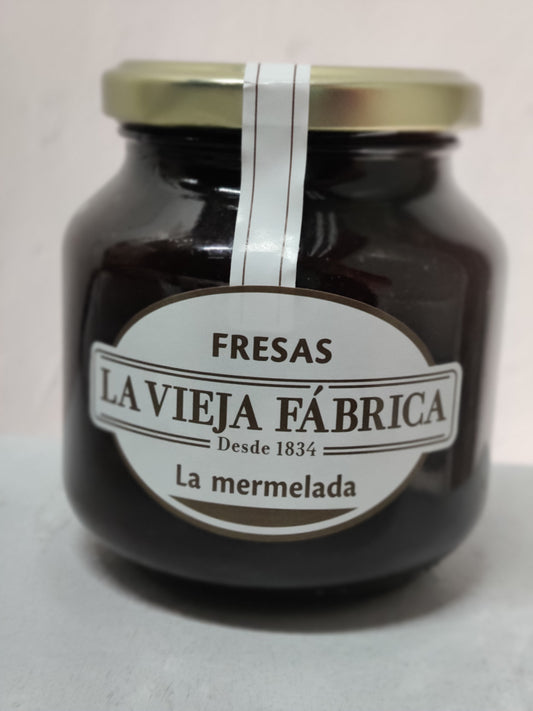 FRESAS
LA VIEJA FÁBRICA
Desde 1834
La mermelada